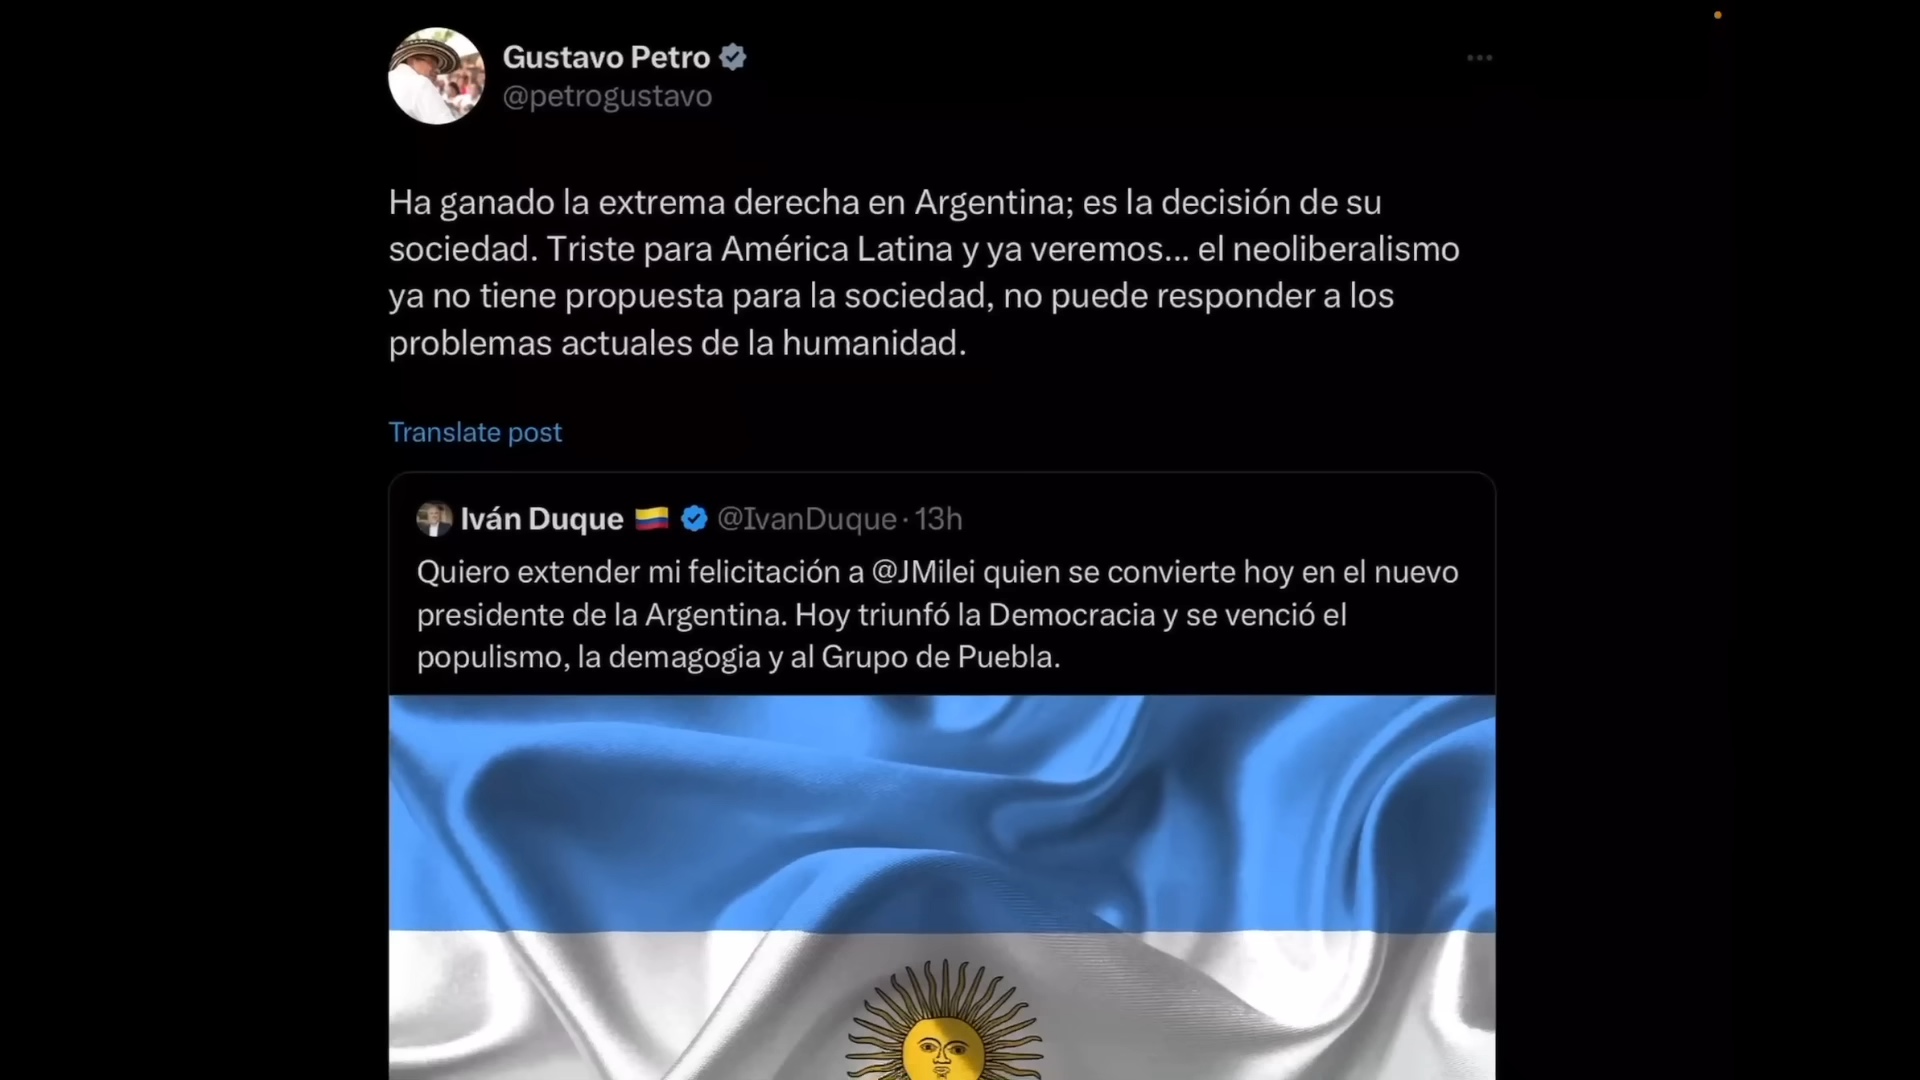 Gustavo Petro
@petrogustavo
Ha ganado la extrema derecha en Argentina; es la decisión de su
sociedad. Triste para América Latina y ya veremos... el neoliberalismo
ya no tiene propuesta para la sociedad, no puede responder a los
problemas actuales de la humanidad.
Translate post
Iván Duque @IvanDuque · 13h
Quiero extender mi felicitación a @JMilei quien se convierte hoy en el nuevo
presidente de la Argentina. Hoy triunfó la Democracia y se venció el
populismo, la demagogia y al Grupo de Puebla.